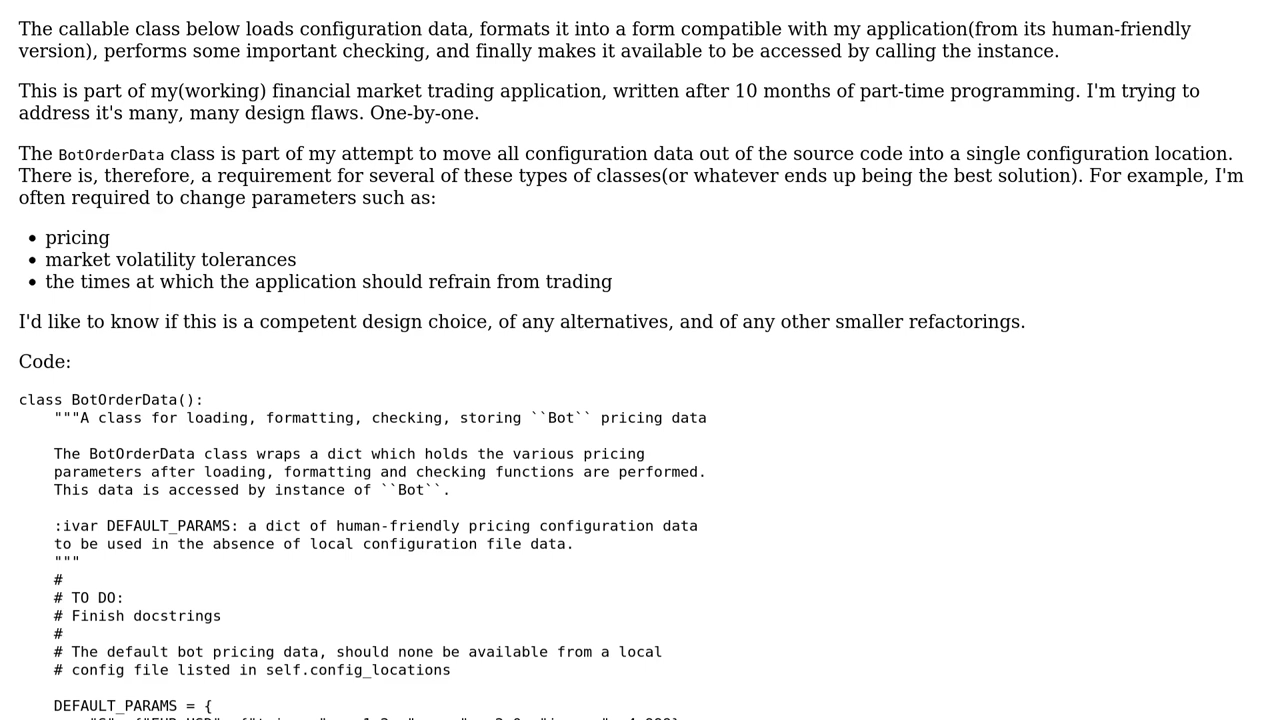 The callable class below loads configuration data, formats it into a form compatible with my application(from its human-friendly
version), performs some important checking, and finally makes it available to be accessed by calling the instance.
This is part of my(working) financial market trading application, written after 10 months of part-time programming. I'm trying to
address it's many, many design flaws. One-by-one.
The BotOrderData class is part of my attempt to move all configuration data out of the source code into a single configuration location.
There is, therefore, a requirement for several of these types of classes(or whatever ends up being the best solution). For example, I'm
often required to change parameters such as:
• pricing
• market volatility tolerances
• the times at which the application should refrain from trading
I'd like to know if this is a competent design choice, of any alternatives, and of any other smaller refactorings.
Code:
class BotOrderData():
    """A class for loading, formatting, checking, storing ``Bot`` pricing data
    The BotOrderData class wraps a dict which holds the various pricing
    parameters after loading, formatting and checking functions are performed.
    This data is accessed by instance of ``Bot``.
    :ivar DEFAULT_PARAMS: a dict of human-friendly pricing configuration data
    to be used in the absence of local configuration file data.
    """
    #
    # TO DO:
    # Finish docstrings
    #
    # The default bot pricing data, should none be available from a local
    # config file listed in self.config_locations
    DEFAULT_PARAMS = {